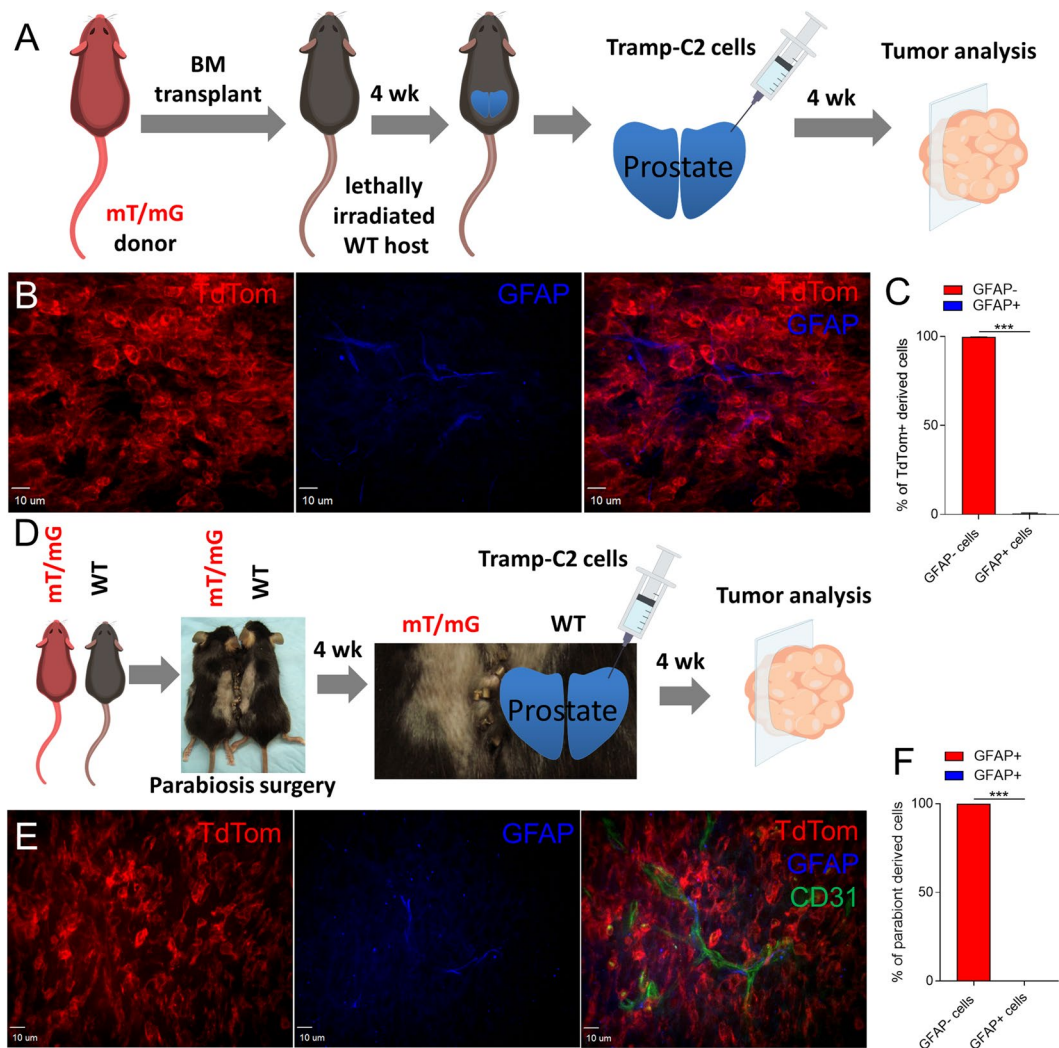 A
BM
transplant
4 wk
Tramp-C2 cells
4 wk
Tumor analysis
Prostate
mT/mG
donor
lethally
irradiated
WT host
B
TdTom
10 um
GFAP
10 um
TdTom
GFAP
10 um
C
GFAP-
GFAP+
***
100
50
0
% of TdTom+ derived cells
GFAP- cells
GFAP+ cells
D
mT/mG
WT
mT/mG
WT
4 wk
Parabiosis surgery
mT/mG
WT
Tramp-C2 cells
Prostate
4 wk
Tumor analysis
E
TdTom
10 um
GFAP
10 um
TdTom
GFAP
CD31
10 um
F
GFAP+
GFAP+
***
100
50
0
% of parabiont derived cells
GFAP- cells
GFAP+ cells